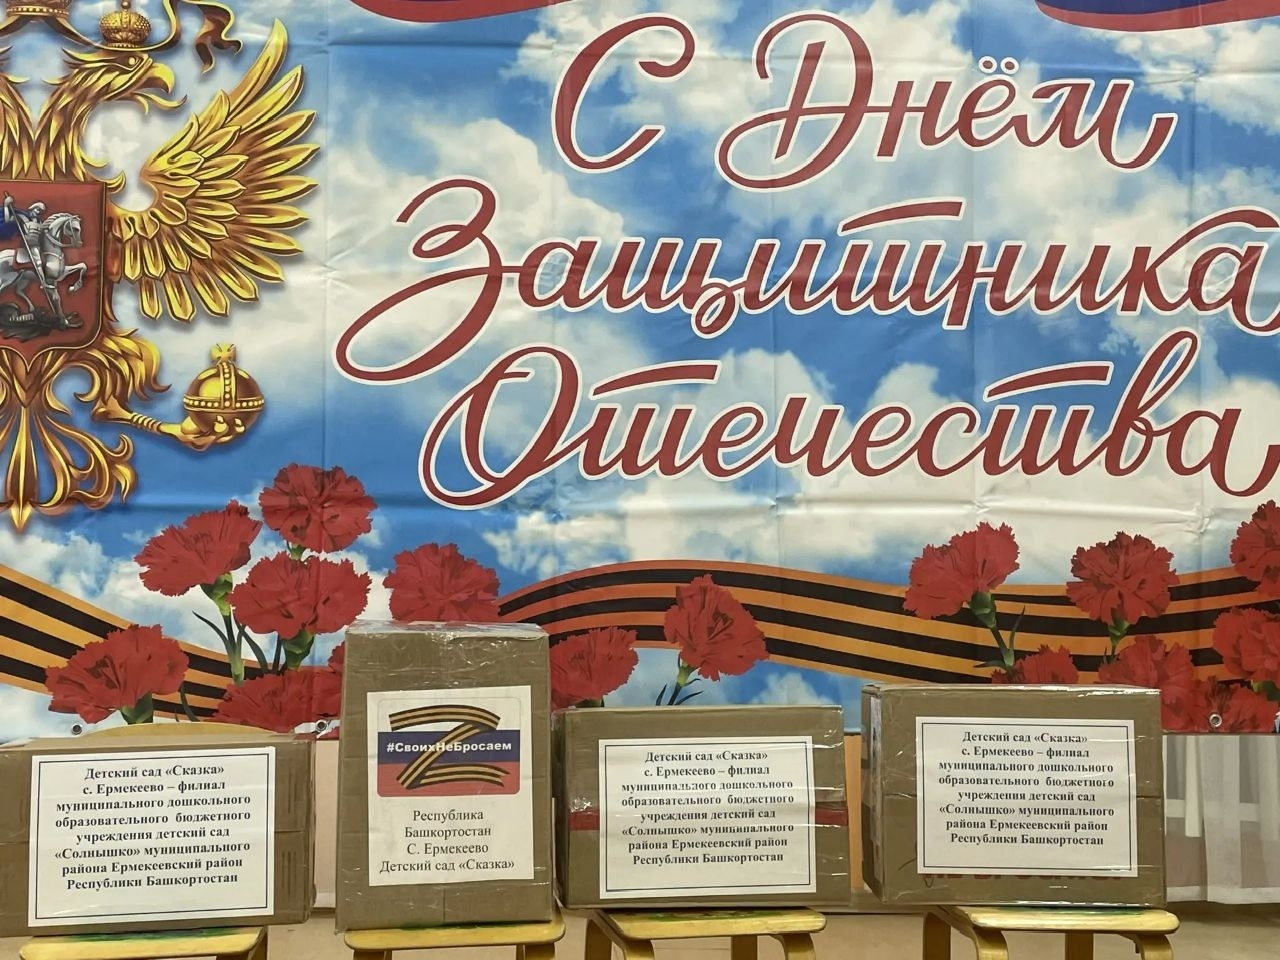 С Днём
Защитника
Отечества
Детский сад «Сказка»
с. Ермекеево – филиал
муниципального дошкольного
образовательного бюджетного
учреждения детский сад
«Солнышко» муниципального
района Ермекеевский район
Республики Башкортостан
#СвоихНеБросаем
Республика
Башкортостан
С. Ермекеево
Детский сад «Сказка»
Детский сад «Сказка»
с. Ермекеево – филиал
муниципального дошкольного
образовательного бюджетного
учреждения детский сад
«Солнышко» муниципального
района Ермекеевский район
Республики Башкортостан
Детский сад «Сказка»
с. Ермекеево – филиал
муниципального дошкольного
образовательного бюджетного
учреждения детский сад
«Солнышко» муниципального
района Ермекеевский район
Республики Башкортостан